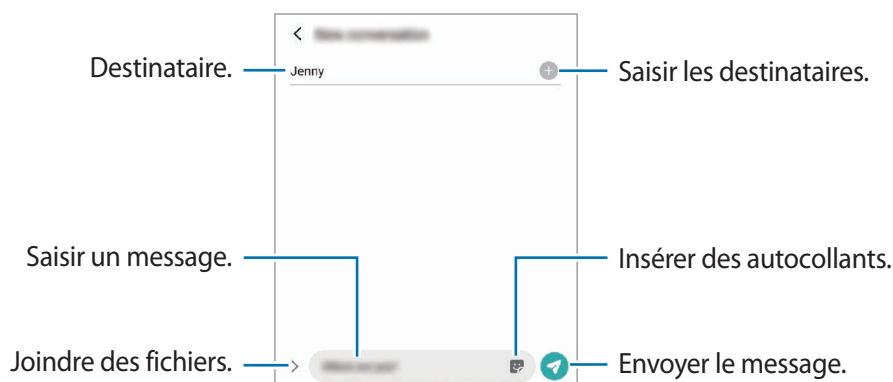 Destinataire.
Jenny
Saisir les destinataires.
Saisir un message.
Insérer des autocollants.
Joindre des fichiers.
Envoyer le message.